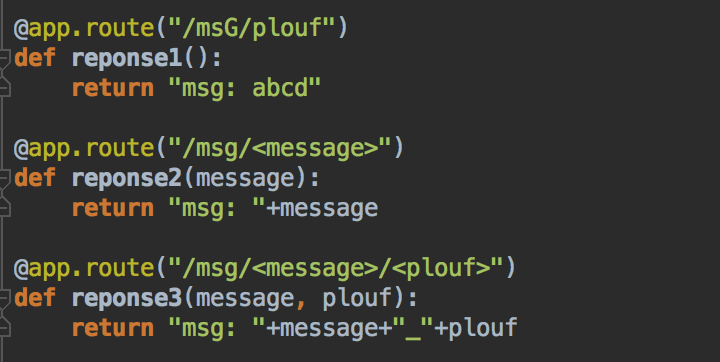 @app.route("/msG/plouf")
def reponse1():
    return "msg: abcd"

@app.route("/msg/<message>")
def reponse2(message):
    return "msg: "+message

@app.route("/msg/<message>/<plouf>")
def reponse3(message, plouf):
    return "msg: "+message+"_"+plouf